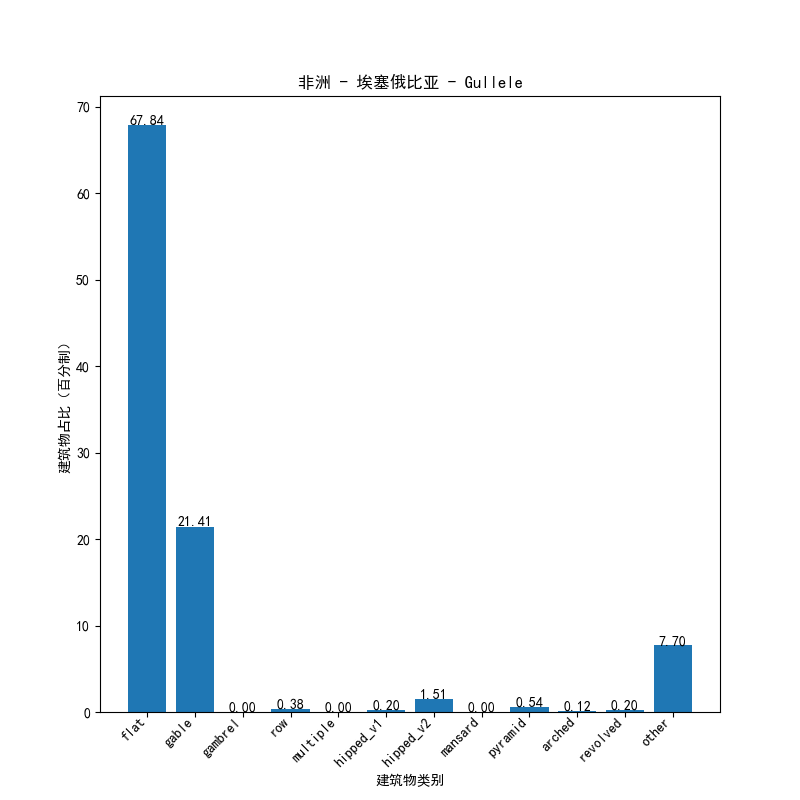 非洲 - 埃塞俄比亚 - Gullele
建筑物占比（百分制）
70
60
50
40
30
20
10
0
67.84
21.41
0.00
0.38
0.00
0.20
1.51
0.00
0.54
0.12
0.20
7.70
flat
gable
gambrel
row
multiple
hipped_v1
hipped_v2
mansard
pyramid
arched
revolved
other
建筑物类别